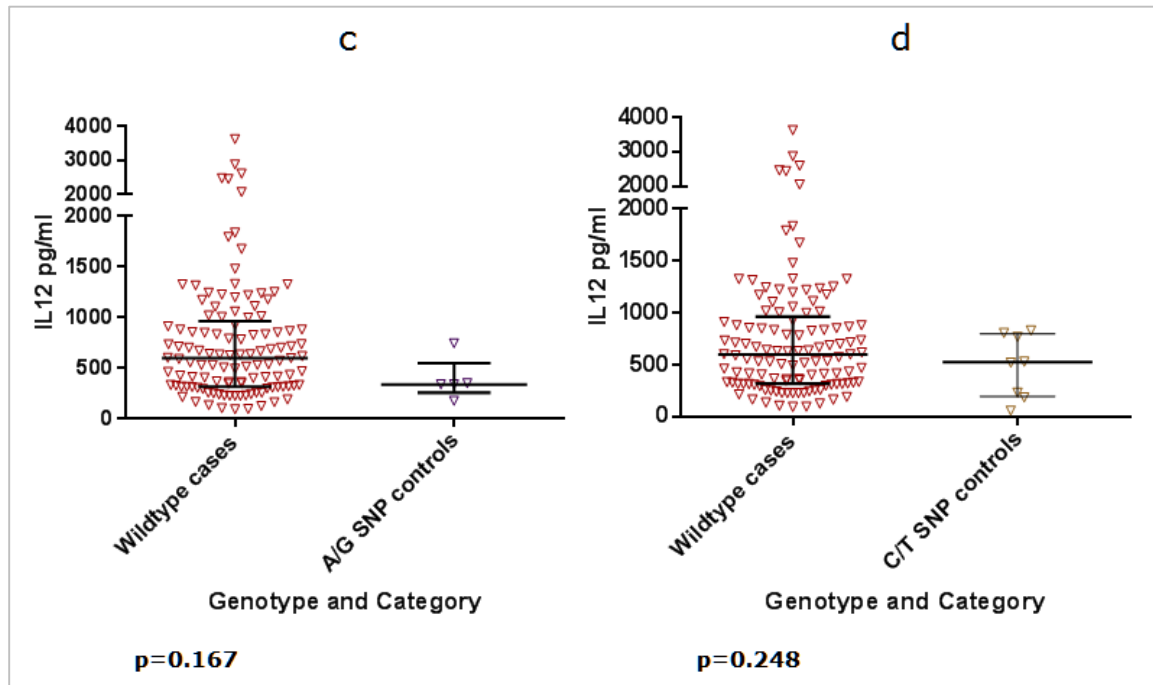 c
d
4000
3000
2000
2000
1500
1000
500
0
IL12 pg/ml
Wildtype cases
A/G SNP controls
Genotype and Category
p=0.167
4000
3000
2000
2000
1500
1000
500
0
IL12 pg/ml
Wildtype cases
C/T SNP controls
Genotype and Category
p=0.248